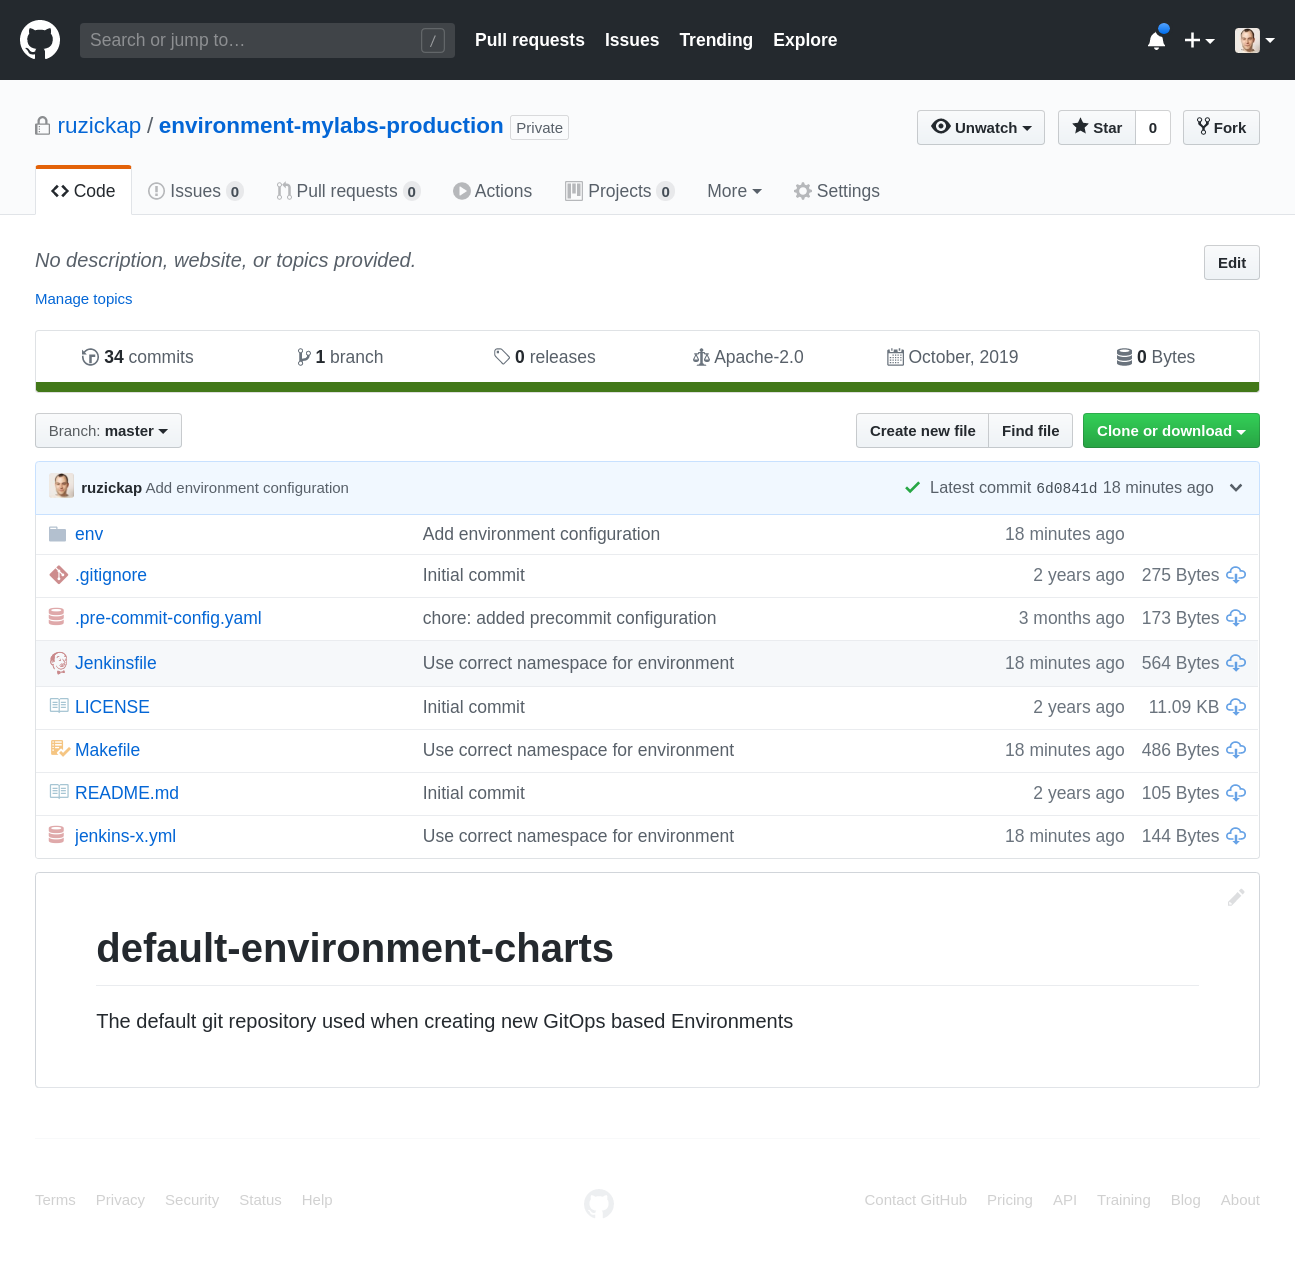 Search or jump to… / Pull requests Issues Trending Explore
ruzickap / environment-mylabs-production Private Unwatch Star 0 Fork
Code Issues 0 Pull requests 0 Actions Projects 0 More Settings
No description, website, or topics provided. Edit
Manage topics
34 commits 1 branch 0 releases Apache-2.0 October, 2019 0 Bytes
Branch: master Create new file Find file Clone or download
ruzickap Add environment configuration Latest commit 6d0841d 18 minutes ago
env Add environment configuration 18 minutes ago
.gitignore Initial commit 2 years ago 275 Bytes
.pre-commit-config.yaml chore: added precommit configuration 3 months ago 173 Bytes
Jenkinsfile Use correct namespace for environment 18 minutes ago 564 Bytes
LICENSE Initial commit 2 years ago 11.09 KB
Makefile Use correct namespace for environment 18 minutes ago 486 Bytes
README.md Initial commit 2 years ago 105 Bytes
jenkins-x.yml Use correct namespace for environment 18 minutes ago 144 Bytes
default-environment-charts
The default git repository used when creating new GitOps based Environments
Terms Privacy Security Status Help Contact GitHub Pricing API Training Blog About